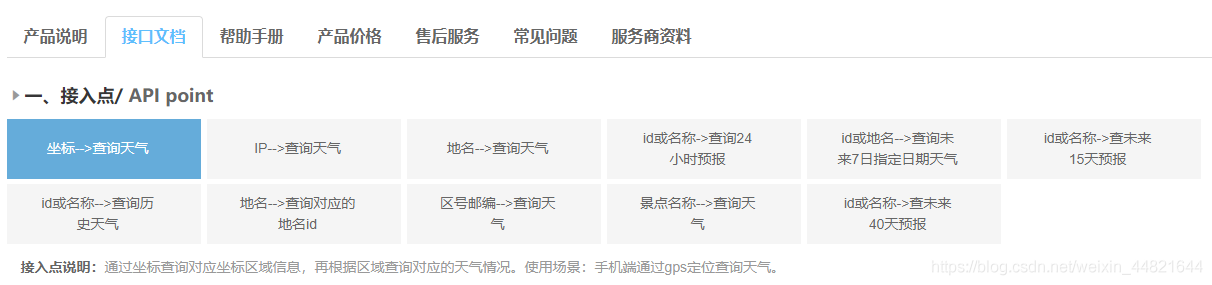 产品说明 接口文档 帮助手册 产品价格 售后服务 常见问题 服务商资料
一、接入点/ API point
坐标-->查询天气
IP-->查询天气
地名-->查询天气
id或名称-->查询24
小时预报
id或地名-->查询未
来7日指定日期天气
id或名称->查未来
15天预报
id或名称-->查询历
史天气
地名-->查询对应的
地名id
区号邮编-->查询天
气
景点名称-->查询天
气
id或名称->查未来
40天预报
接入点说明：通过坐标查询对应坐标区域信息，再根据区域查询对应的天气情况。使用场景：手机端通过gps定位查询天气。
https://blog.csdn.net/weixin_44821644